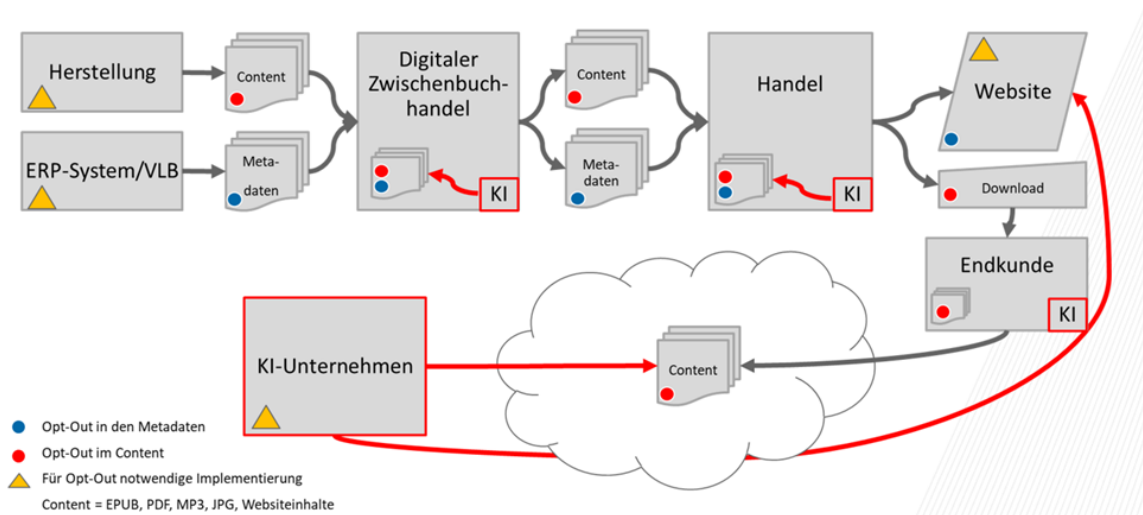 Herstellung
Content
Digitaler
Zwischenbuch-
handel
KI
Content
Handel
KI
Website
ERP-System/VLB
Meta-
daten
Meta-
daten
Download
Endkunde
KI
KI-Unternehmen
Content
Opt-Out in den Metadaten
Opt-Out im Content
Für Opt-Out notwendige Implementierung
Content = EPUB, PDF, MP3, JPG, Websiteinhalte